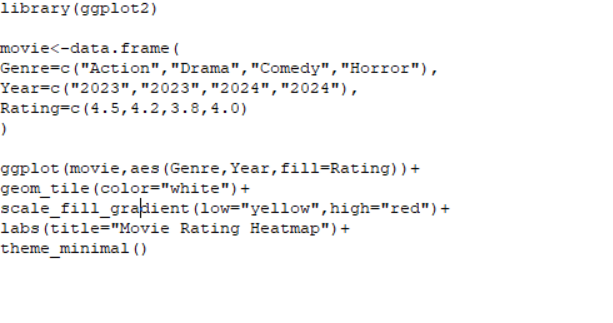 library(ggplot2)
movie<-data.frame(
Genre=c("Action","Drama","Comedy","Horror"),
Year=c("2023","2023","2024","2024"),
Rating=c(4.5,4.2,3.8,4.0)
)
ggplot(movie,aes(Genre,Year,fill=Rating))+
geom_tile(color="white")+
scale_fill_gradient(low="yellow",high="red")+
labs(title="Movie Rating Heatmap")+
theme_minimal()